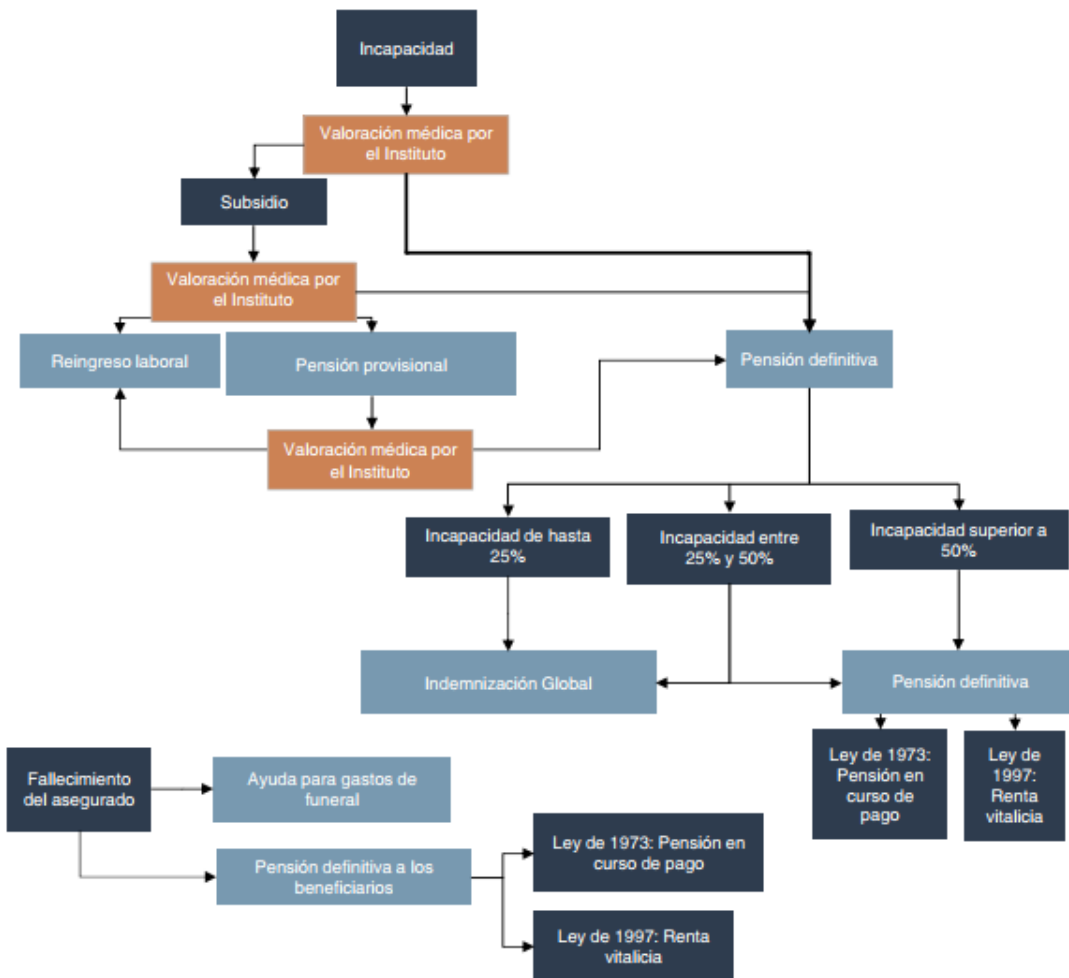 Incapacidad
Valoración médica por
el Instituto
Subsidio
Valoración médica por
el Instituto
Reingreso laboral
Pensión provisional
Pensión definitiva
Valoración médica por
el Instituto
Incapacidad de hasta
25%
Incapacidad entre
25% y 50%
Incapacidad superior a
50%
Indemnización Global
Pensión definitiva
Ley de 1973:
Pensión en
curso de
pago
Ley de
1997:
Renta
vitalicia
Fallecimiento
del asegurado
Ayuda para gastos de
funeral
Pensión definitiva a los
beneficiarios
Ley de 1973: Pensión en
curso de pago
Ley de 1997: Renta
vitalicia